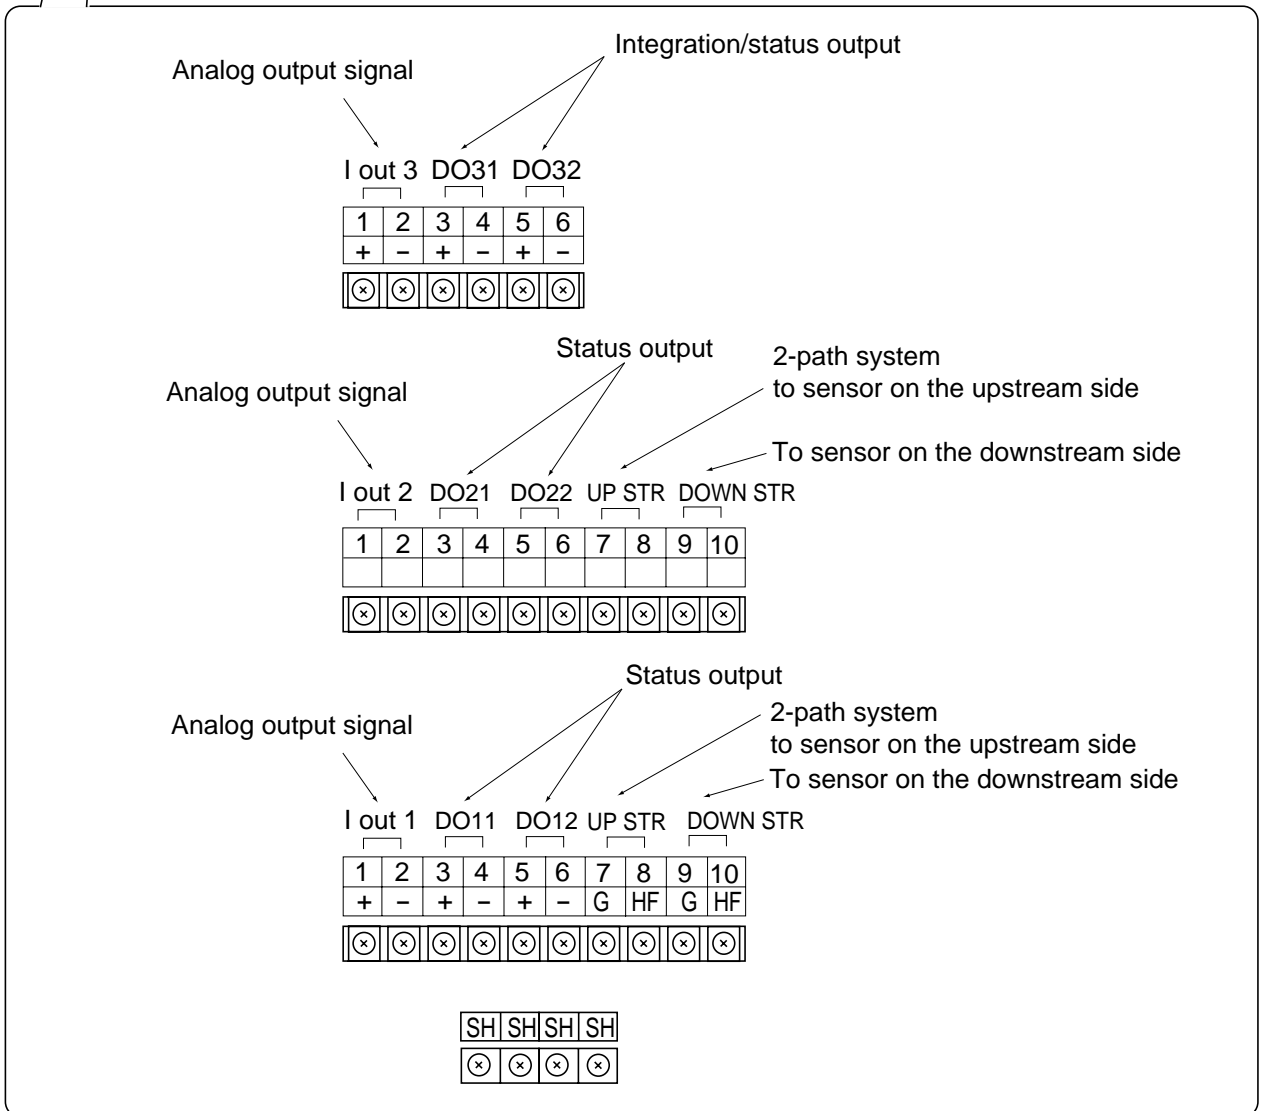 Integration/status output
Analog output signal
I out 3 DO31 DO32
1 2 3 4 5 6
+ − + − + −
Status output
2-path system
to sensor on the upstream side
Analog output signal
To sensor on the downstream side
I out 2 DO21 DO22 UP STR DOWN STR
1 2 3 4 5 6 7 8 9 10
Status output
2-path system
to sensor on the upstream side
Analog output signal
To sensor on the downstream side
I out 1 DO11 DO12 UP STR DOWN STR
1 2 3 4 5 6 7 8 9 10
+ − + − + − G HF G HF
SH SH SH SH